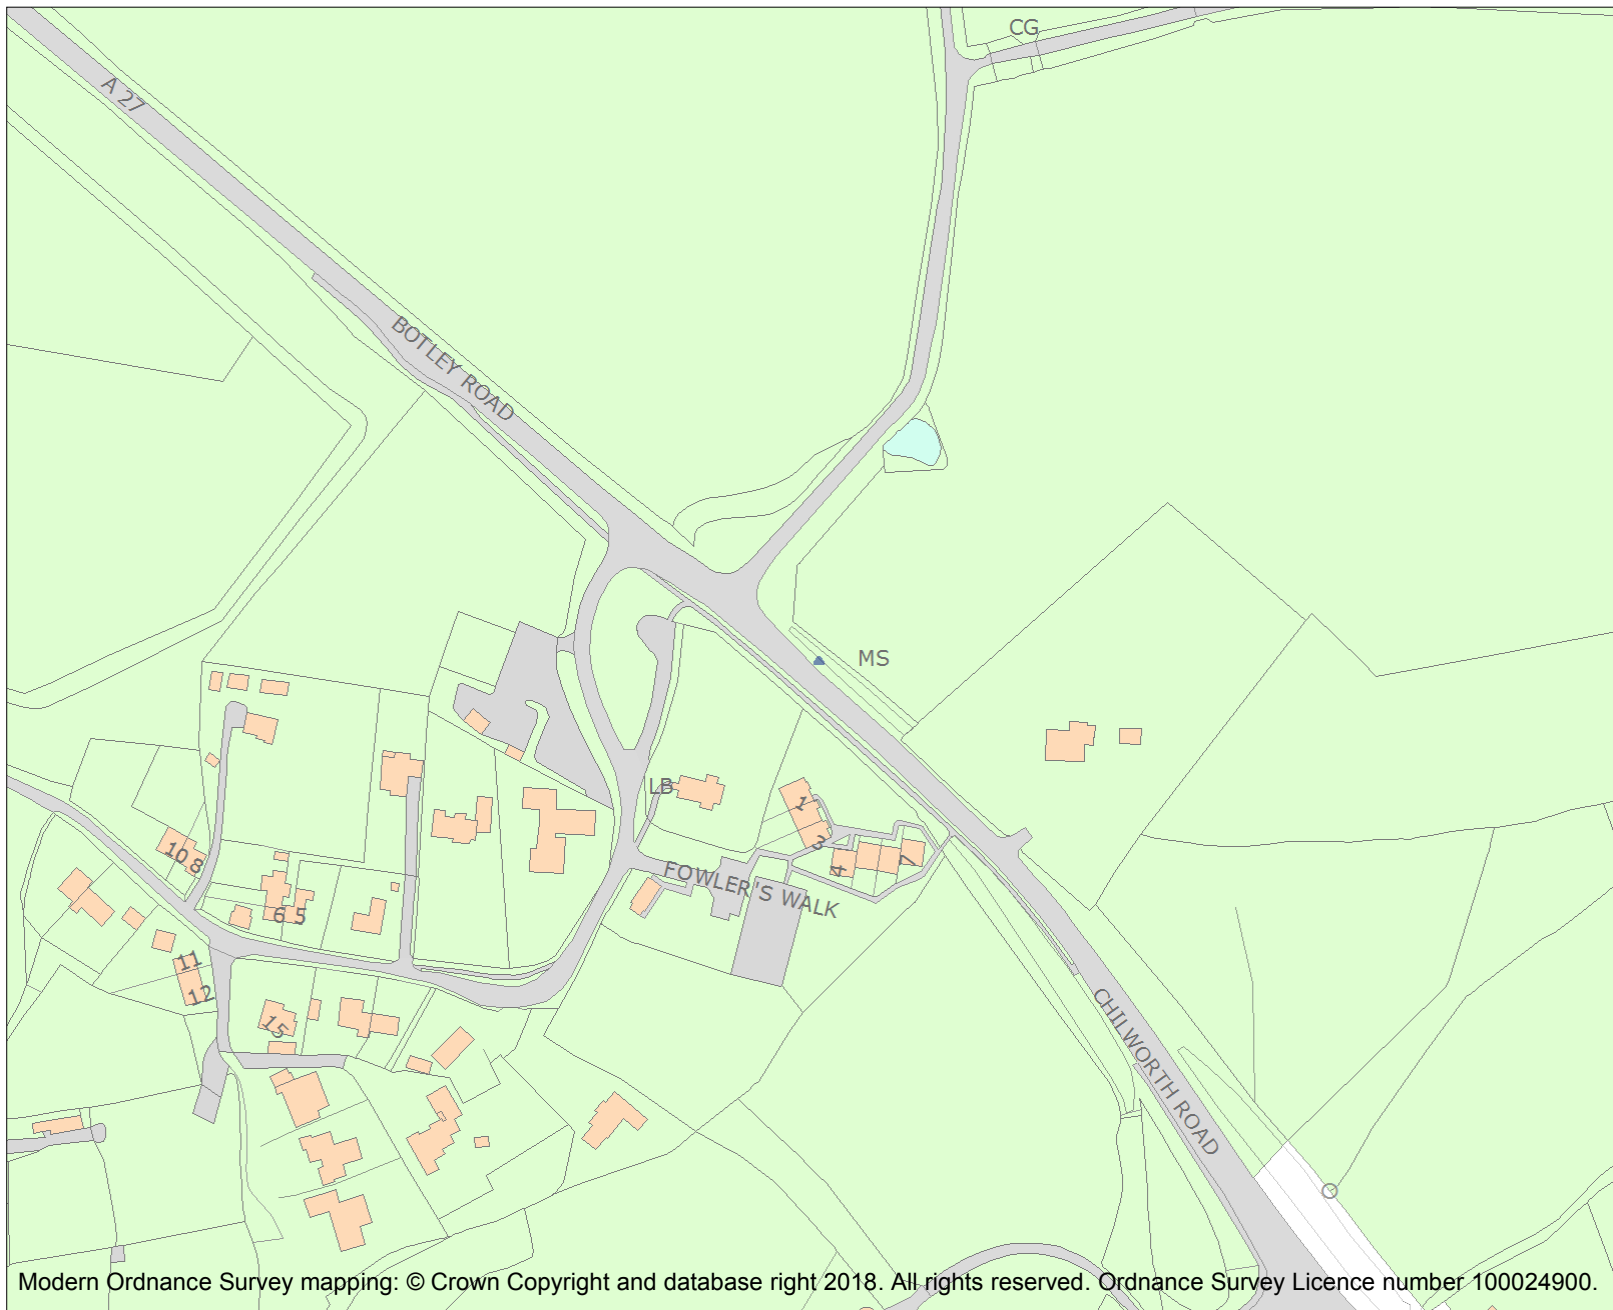 CG
A 27
BOTLEY ROAD
MS
LB
1
3
4
7
FOWLER'S WALK
10 8
6 5
11
12
15
CHILWORTH ROAD
Modern Ordnance Survey mapping: © Crown Copyright and database right 2018. All rights reserved. Ordnance Survey Licence number 100024900.